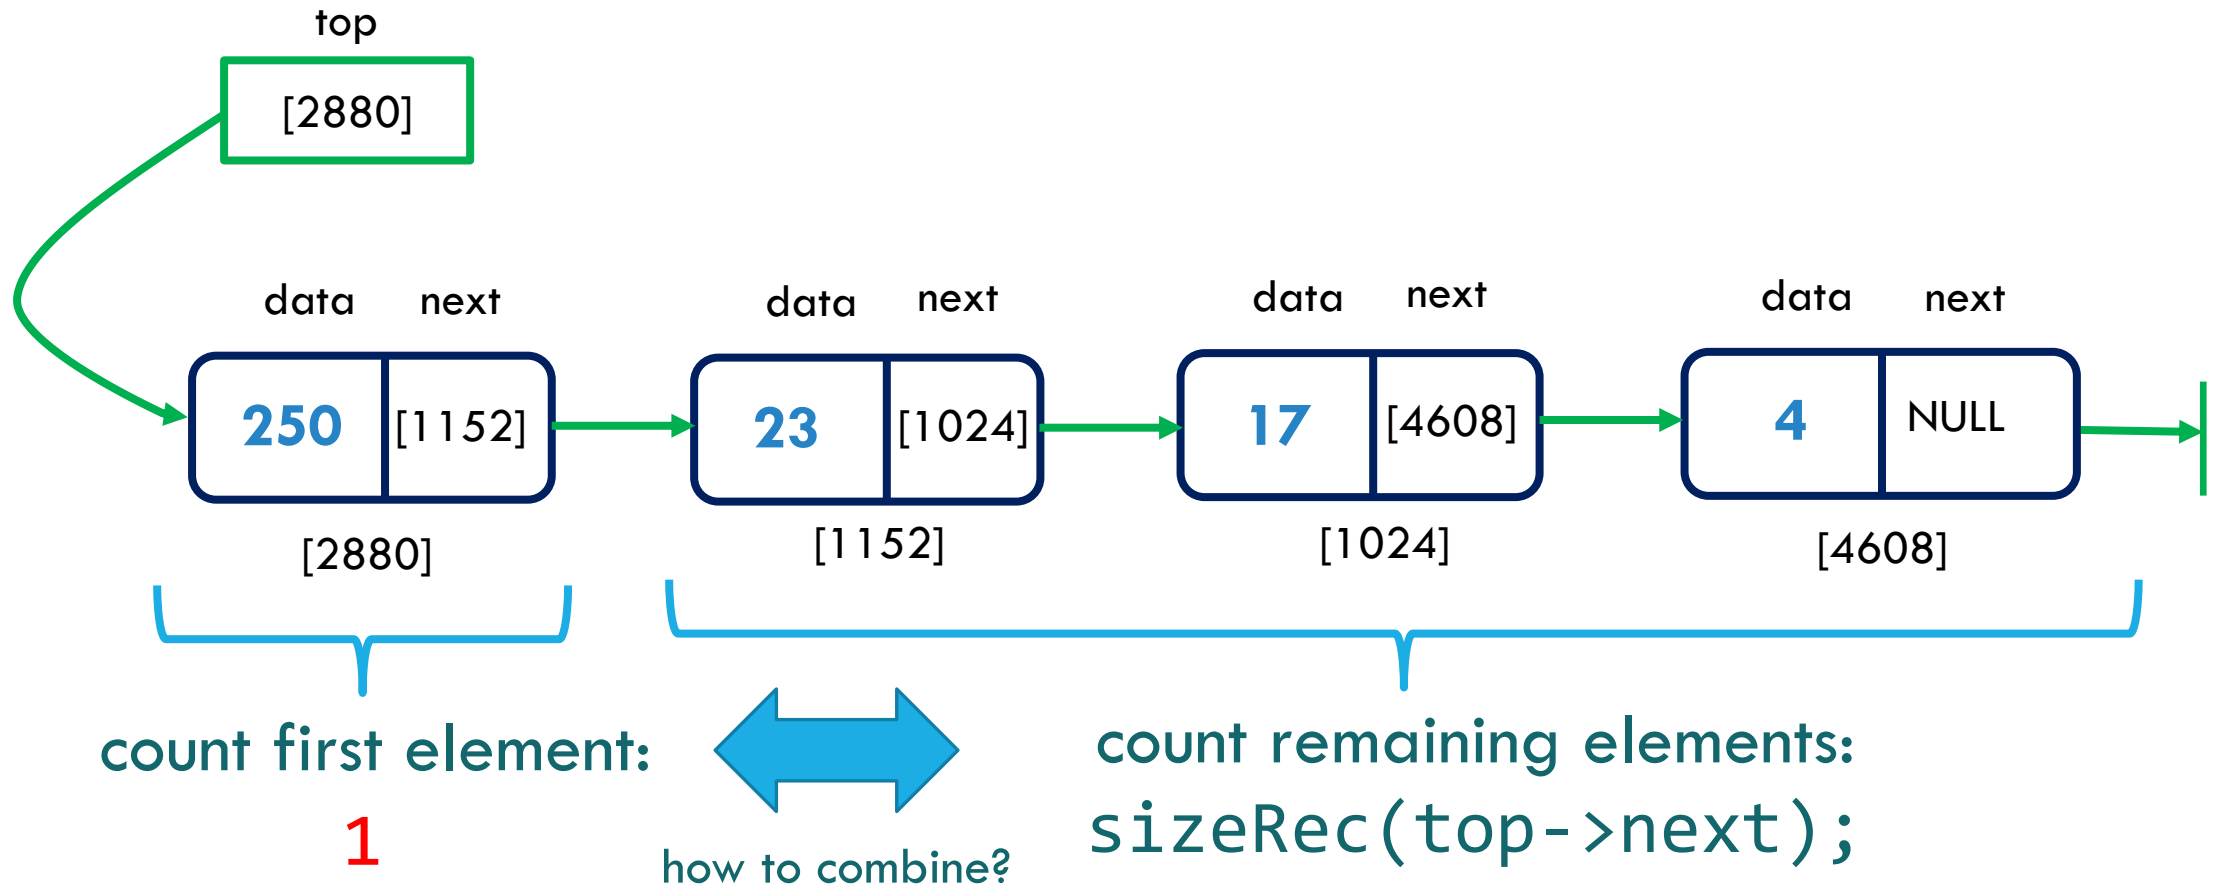 top
[2880]
data next
data next
data next
data next
250 [1152]
23 [1024]
17 [4608]
4 NULL
[2880]
[1152]
[1024]
[4608]
count first element:
1
how to combine?
count remaining elements:
sizeRec(top->next);